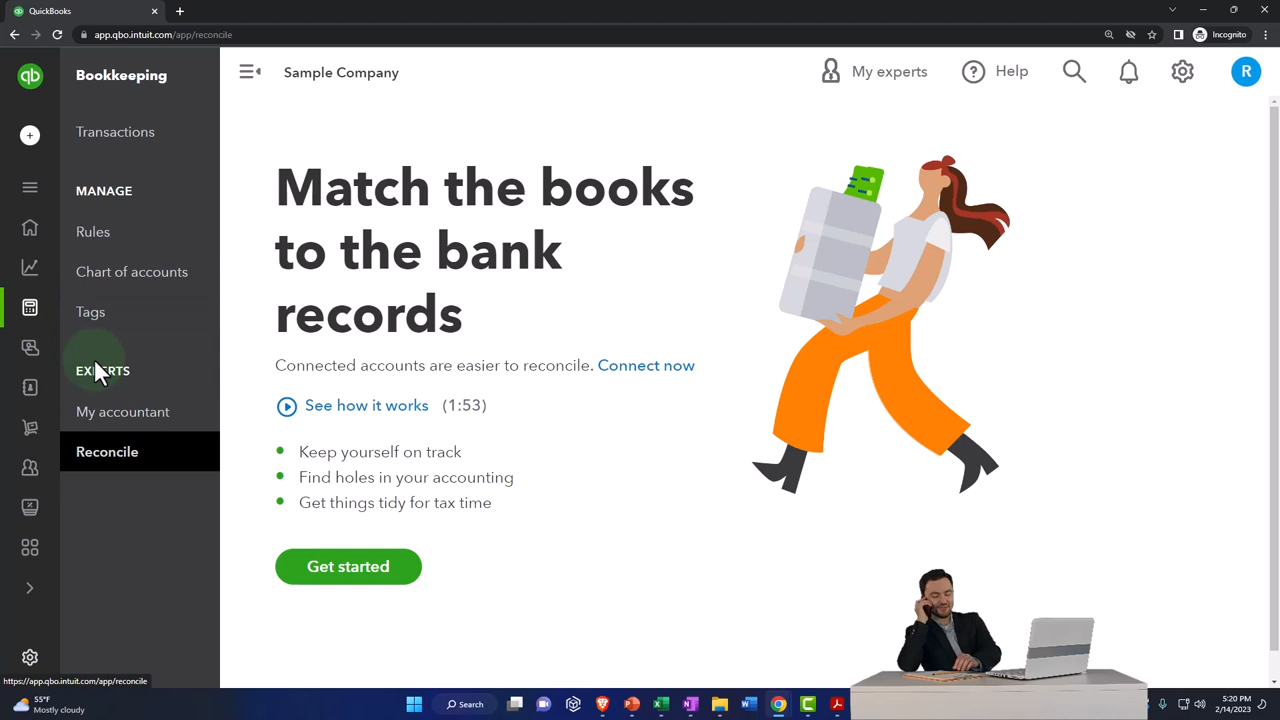 QuickBooks
app.qbo.intuit.com/app/reconcile
Incognito
qb
Bookkeeping
Sample Company
My experts
Help
R
Transactions
MANAGE
Rules
Chart of accounts
Tags
EXPERTS
My accountant
Reconcile
Match the books
to the bank
records
Connected accounts are easier to reconcile. Connect now
See how it works (1:53)
Keep yourself on track
Find holes in your accounting
Get things tidy for tax time
Get started
https://app.qbo.intuit.com/app/reconcile
55°F
Mostly cloudy
Search
5:20 PM
2/14/2023